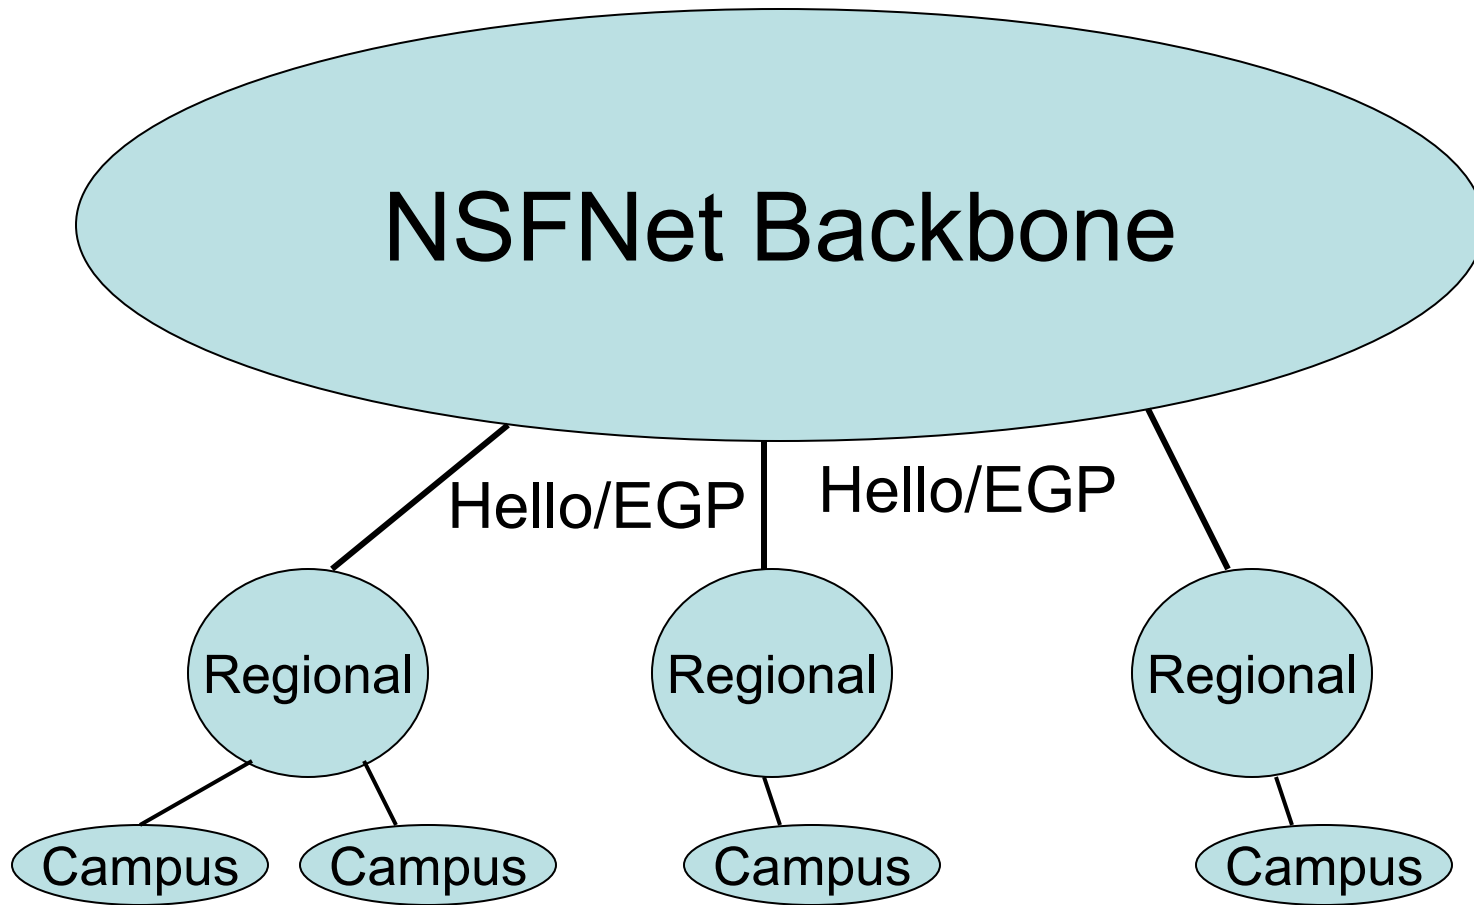 NSFNet Backbone
Hello/EGP
Hello/EGP
Regional
Regional
Regional
Campus
Campus
Campus
Campus